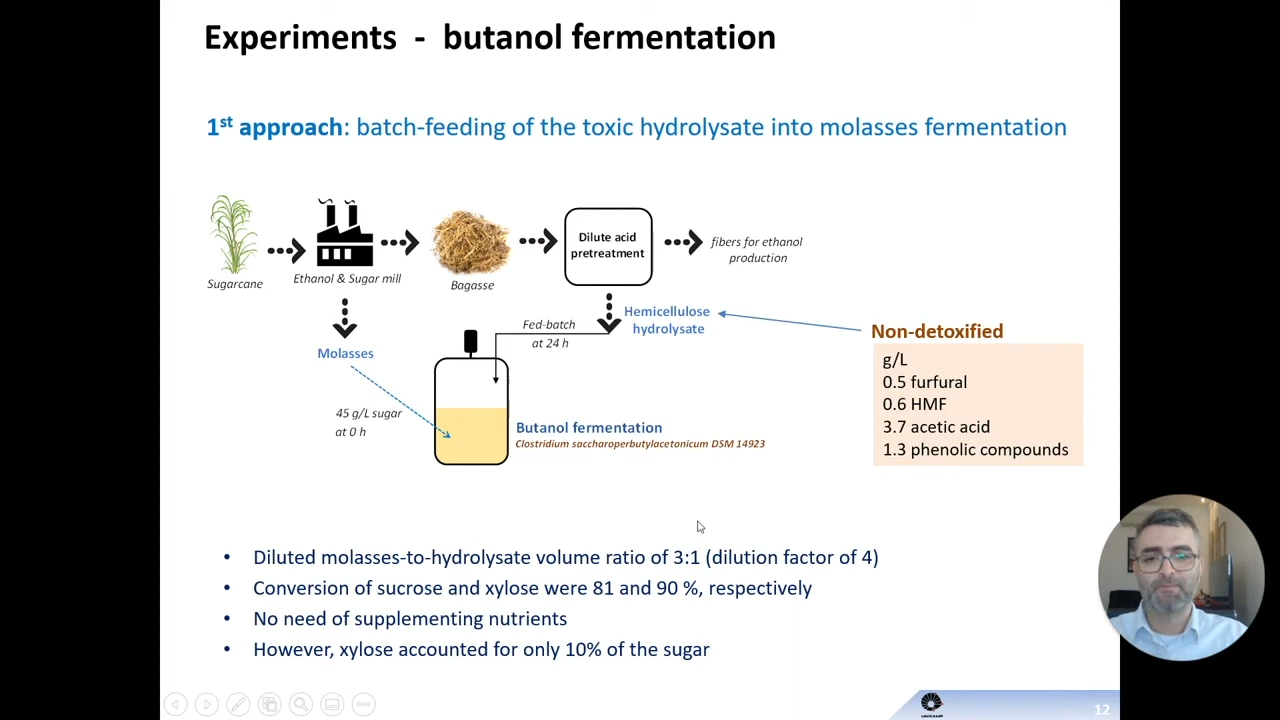 Experiments - butanol fermentation
1st approach: batch-feeding of the toxic hydrolysate into molasses fermentation
Sugarcane
Ethanol & Sugar mill
Bagasse
Dilute acid
pretreatment
fibers for ethanol
production
Molasses
Fed-batch
at 24 h
Hemicellulose
hydrolysate
Non-detoxified
g/L
0.5 furfural
0.6 HMF
3.7 acetic acid
1.3 phenolic compounds
45 g/L sugar
at 0 h
Butanol fermentation
Clostridium saccharoperbutylacetonicum DSM 14923
• Diluted molasses-to-hydrolysate volume ratio of 3:1 (dilution factor of 4)
• Conversion of sucrose and xylose were 81 and 90 %, respectively
• No need of supplementing nutrients
• However, xylose accounted for only 10% of the sugar
UNICAMP
12